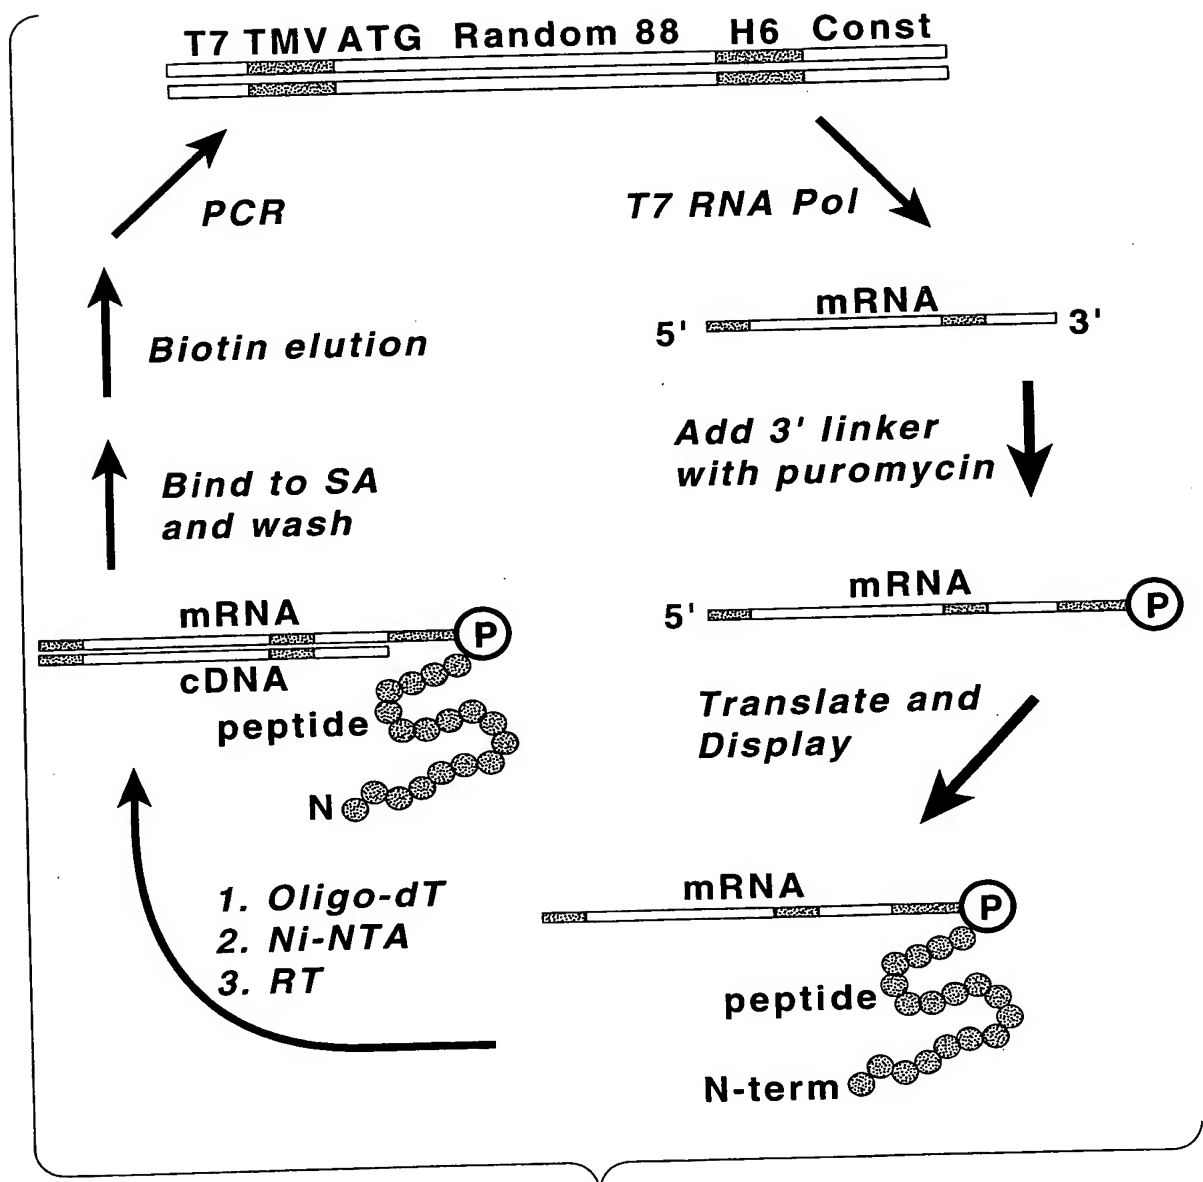 T7 TMV ATG Random 88 H6 Const
PCR
T7 RNA Pol
mRNA
5' 3'
Biotin elution
Add 3' linker
with puromycin
Bind to SA
and wash
mRNA
5' P
mRNA
P
cDNA
peptide
N
Translate and
Display
1. Oligo-dT
2. Ni-NTA
3. RT
mRNA
P
peptide
N-term